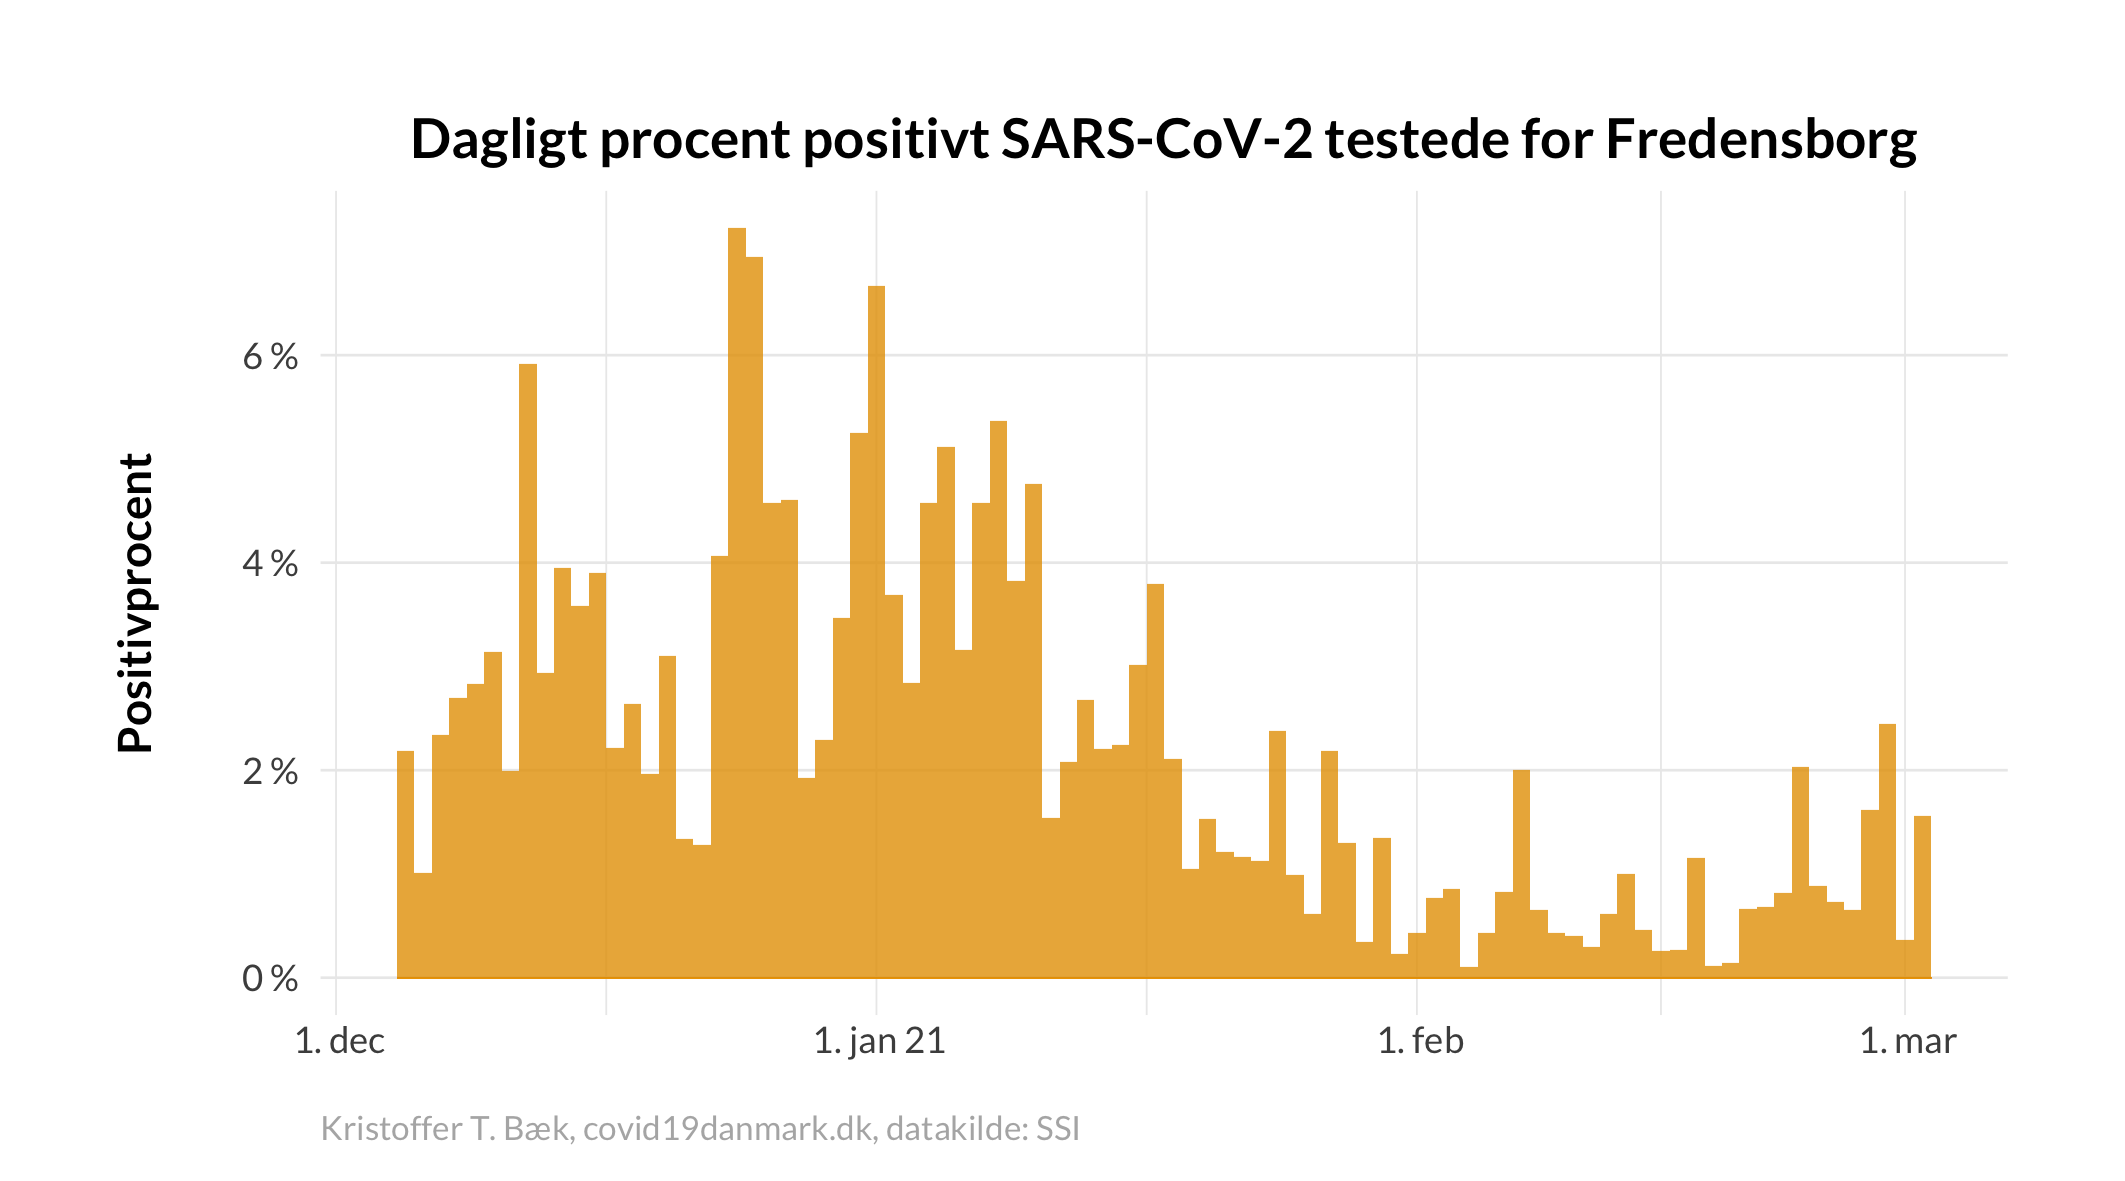 Dagligt procent positivt SARS-CoV-2 testede for Fredensborg
Positivprocent
6 %
4 %
2 %
0 %
1. dec
1. jan 21
1. feb
1. mar
Kristoffer T. Bæk, covid19danmark.dk, datakilde: SSI